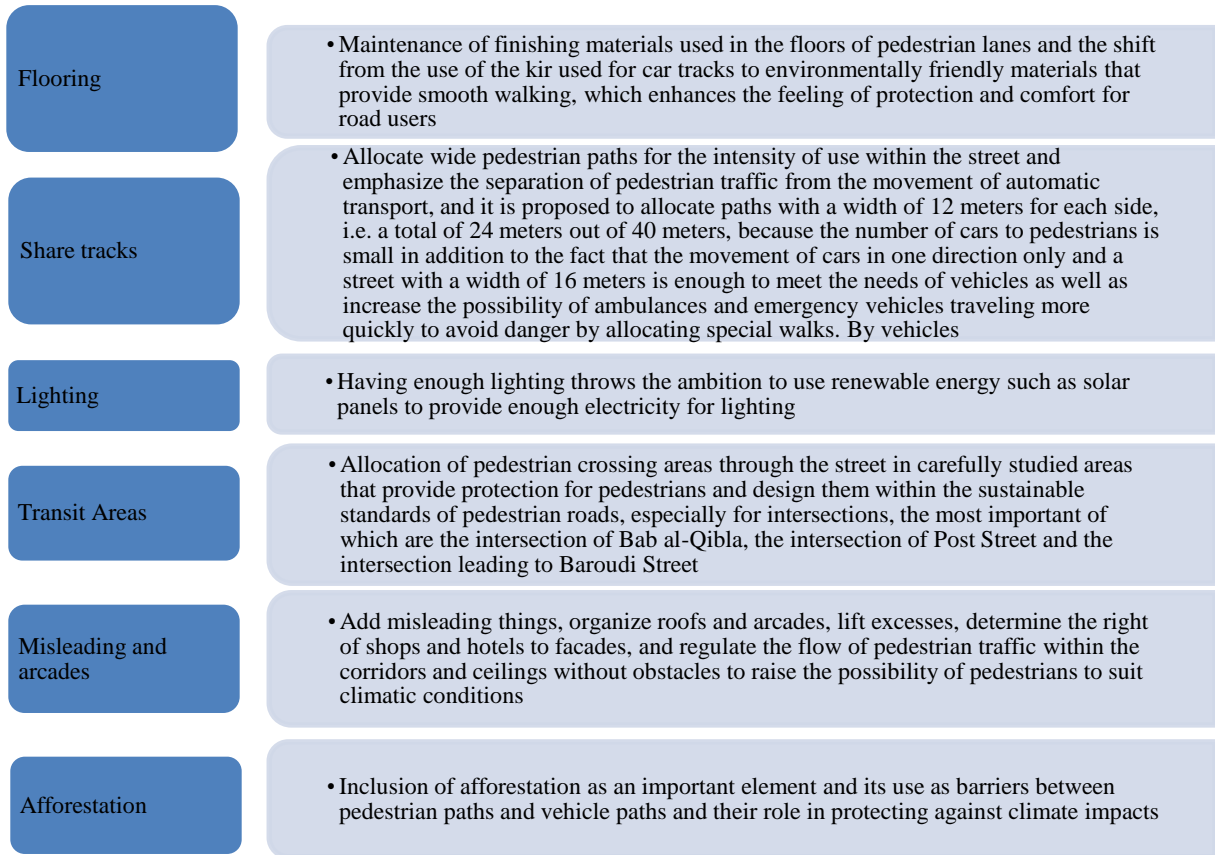 Flooring
• Maintenance of finishing materials used in the floors of pedestrian lanes and the shift
from the use of the kir used for car tracks to environmentally friendly materials that
provide smooth walking, which enhances the feeling of protection and comfort for
road users
Share tracks
• Allocate wide pedestrian paths for the intensity of use within the street and
emphasize the separation of pedestrian traffic from the movement of automatic
transport, and it is proposed to allocate paths with a width of 12 meters for each side,
i.e. a total of 24 meters out of 40 meters, because the number of cars to pedestrians is
small in addition to the fact that the movement of cars in one direction only and a
street with a width of 16 meters is enough to meet the needs of vehicles as well as
increase the possibility of ambulances and emergency vehicles traveling more
quickly to avoid danger by allocating special walks. By vehicles
Lighting
• Having enough lighting throws the ambition to use renewable energy such as solar
panels to provide enough electricity for lighting
Transit Areas
• Allocation of pedestrian crossing areas through the street in carefully studied areas
that provide protection for pedestrians and design them within the sustainable
standards of pedestrian roads, especially for intersections, the most important of
which are the intersection of Bab al-Qibla, the intersection of Post Street and the
intersection leading to Baroudi Street
Misleading and
arcades
• Add misleading things, organize roofs and arcades, lift excesses, determine the right
of shops and hotels to facades, and regulate the flow of pedestrian traffic within the
corridors and ceilings without obstacles to raise the possibility of pedestrians to suit
climatic conditions
Afforestation
• Inclusion of afforestation as an important element and its use as barriers between
pedestrian paths and vehicle paths and their role in protecting against climate impacts